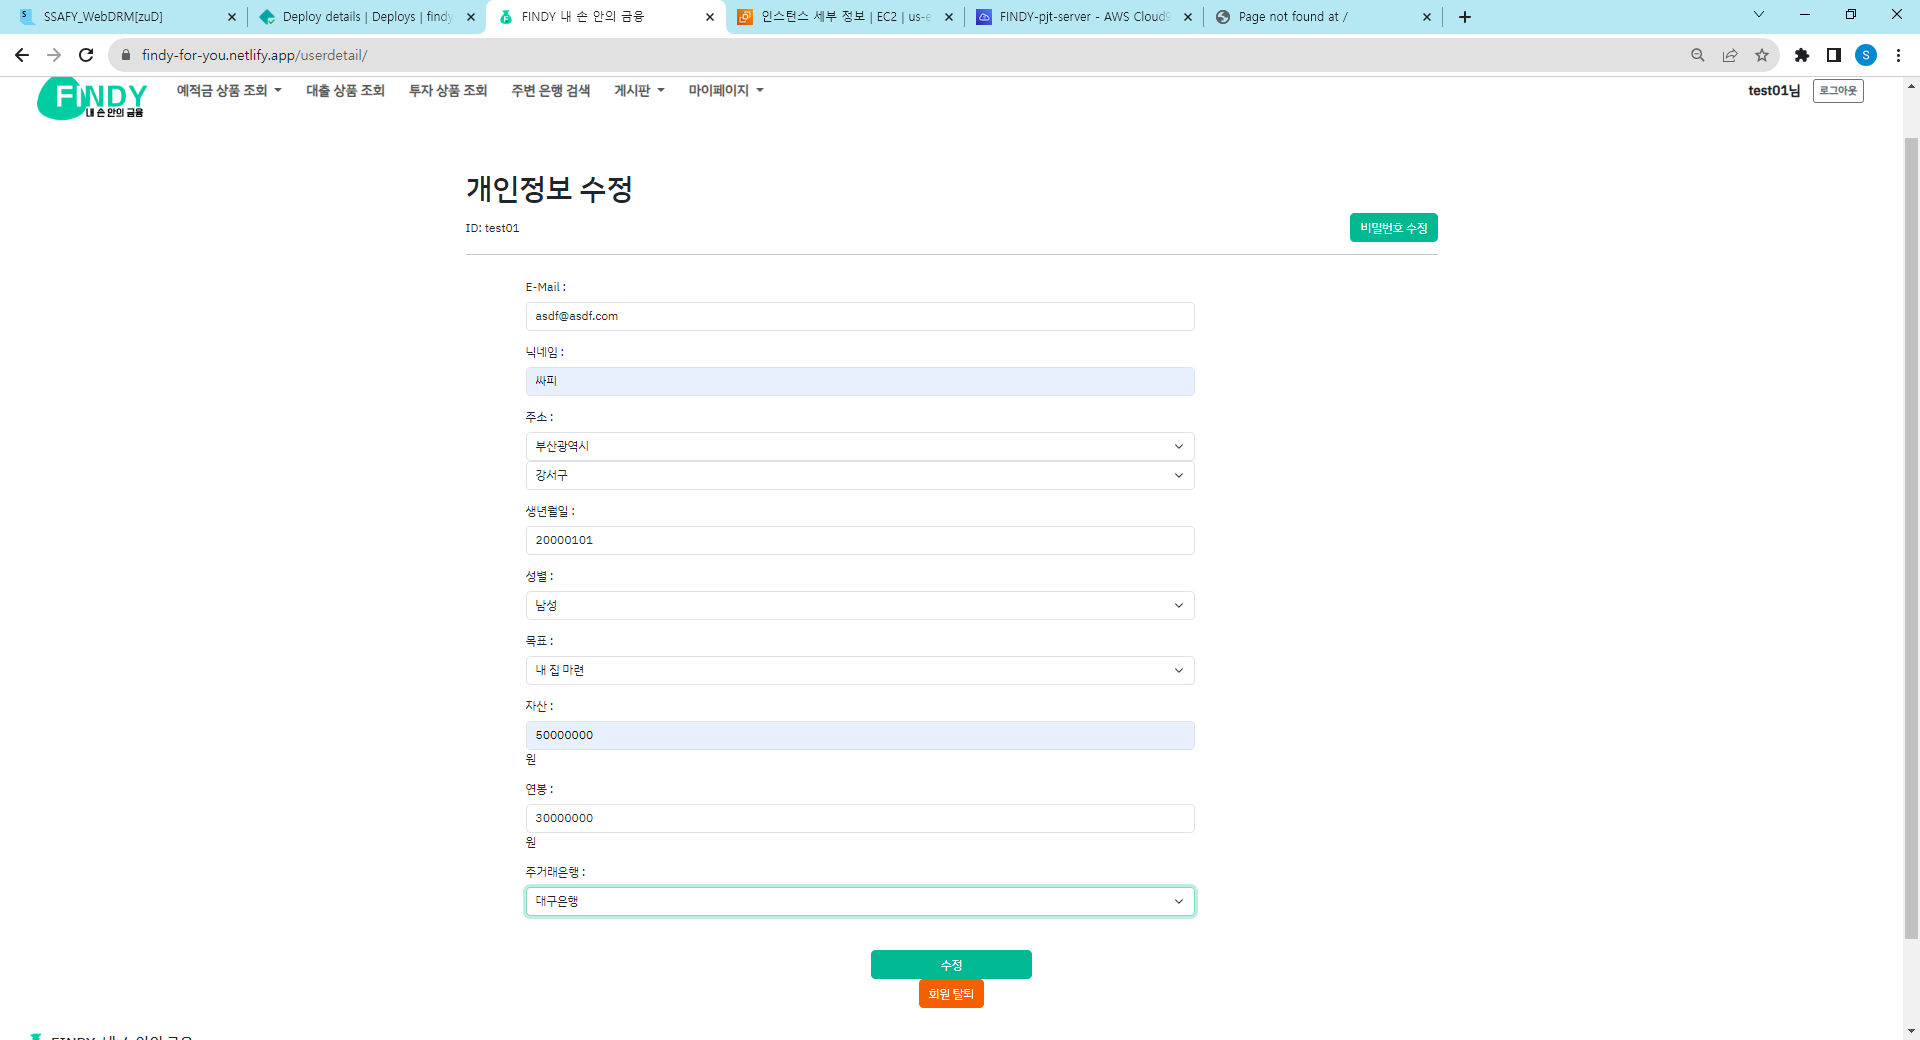 SSAFY_WebDRM[zuD]
Deploy details | Deploys | findy
FINDY 내 손 안의 금융
인스턴스 세부 정보 | EC2 | us-e
FINDY-pjt-server - AWS Cloud9
Page not found at /
findy-for-you.netlify.app/userdetail/
S
FINDY
내 손 안의 금융
예적금 상품 조회
대출 상품 조회
투자 상품 조회
주변 은행 검색
게시판
마이페이지
test01님
로그아웃
개인정보 수정
ID: test01
비밀번호 수정
E-Mail :
asdf@asdf.com
닉네임 :
싸피
주소 :
부산광역시
강서구
생년월일 :
20000101
성별 :
남성
목표 :
내 집 마련
자산 :
50000000
원
연봉 :
30000000
원
주거래은행 :
대구은행
수정
회원 탈퇴